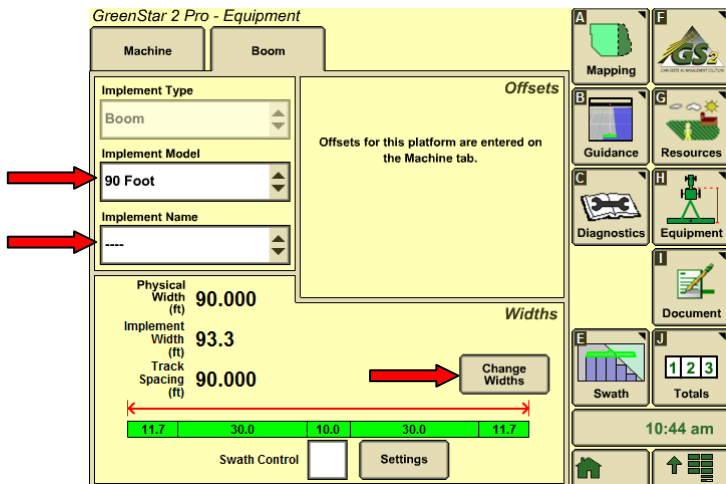 GreenStar 2 Pro - Equipment
Machine
Boom
Implement Type
Boom
Implement Model
90 Foot
Implement Name
----
Offsets
Offsets for this platform are entered on
the Machine tab.
Physical
Width
(ft)
90.000
Implement
Width
(ft)
93.3
Track
Spacing
(ft)
90.000
Widths
Change
Widths
11.7 30.0 10.0 30.0 11.7
Swath Control
Settings
A
Mapping
F
GS2
B
Guidance
G
Resources
C
Diagnostics
H
Equipment
I
Document
E
Swath
J
1 2 3
Totals
10:44 am